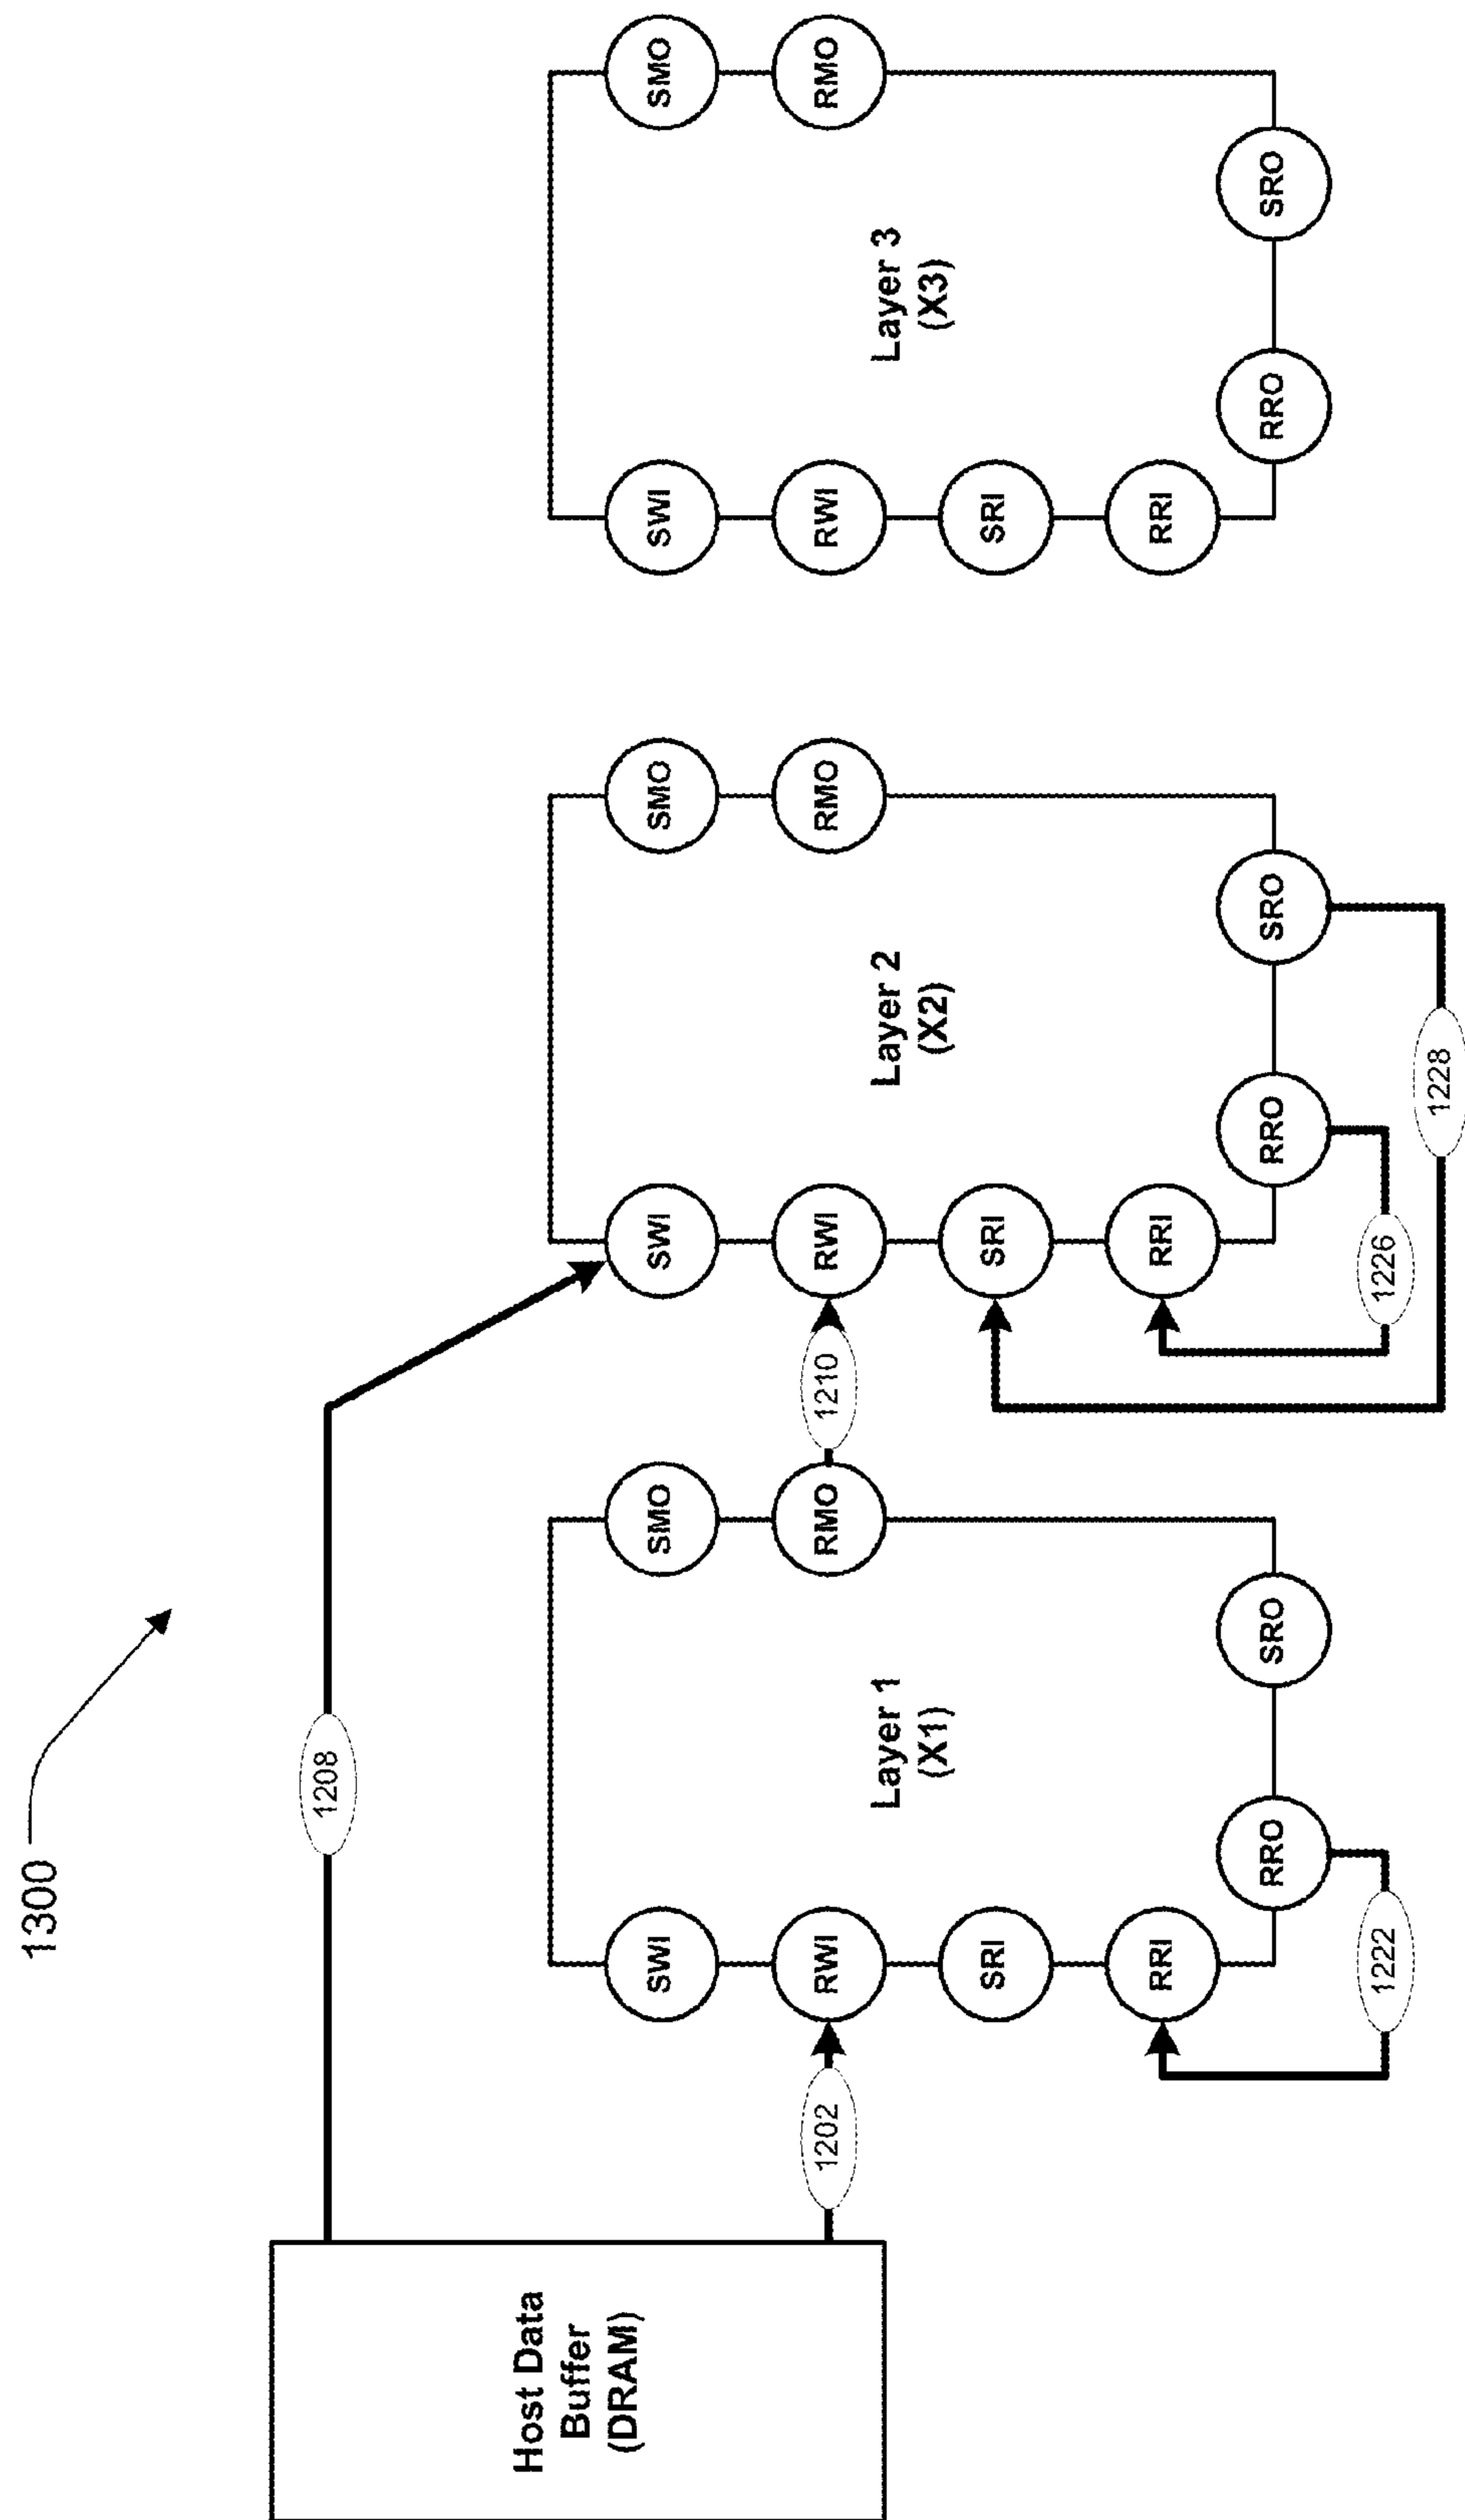 1300
Host Data
Buffer
(DRAM)
1208
1202
SWI
RWI
SRI
RRI
Layer 1
(X1)
SMO
RMO
RRO
SRO
1222
1210
SWI
RWI
SRI
RRI
Layer 2
(X2)
SMO
RMO
RRO
SRO
1226
1228
SWI
RWI
SRI
RRI
Layer 3
(X3)
SMO
RMO
RRO
SRO